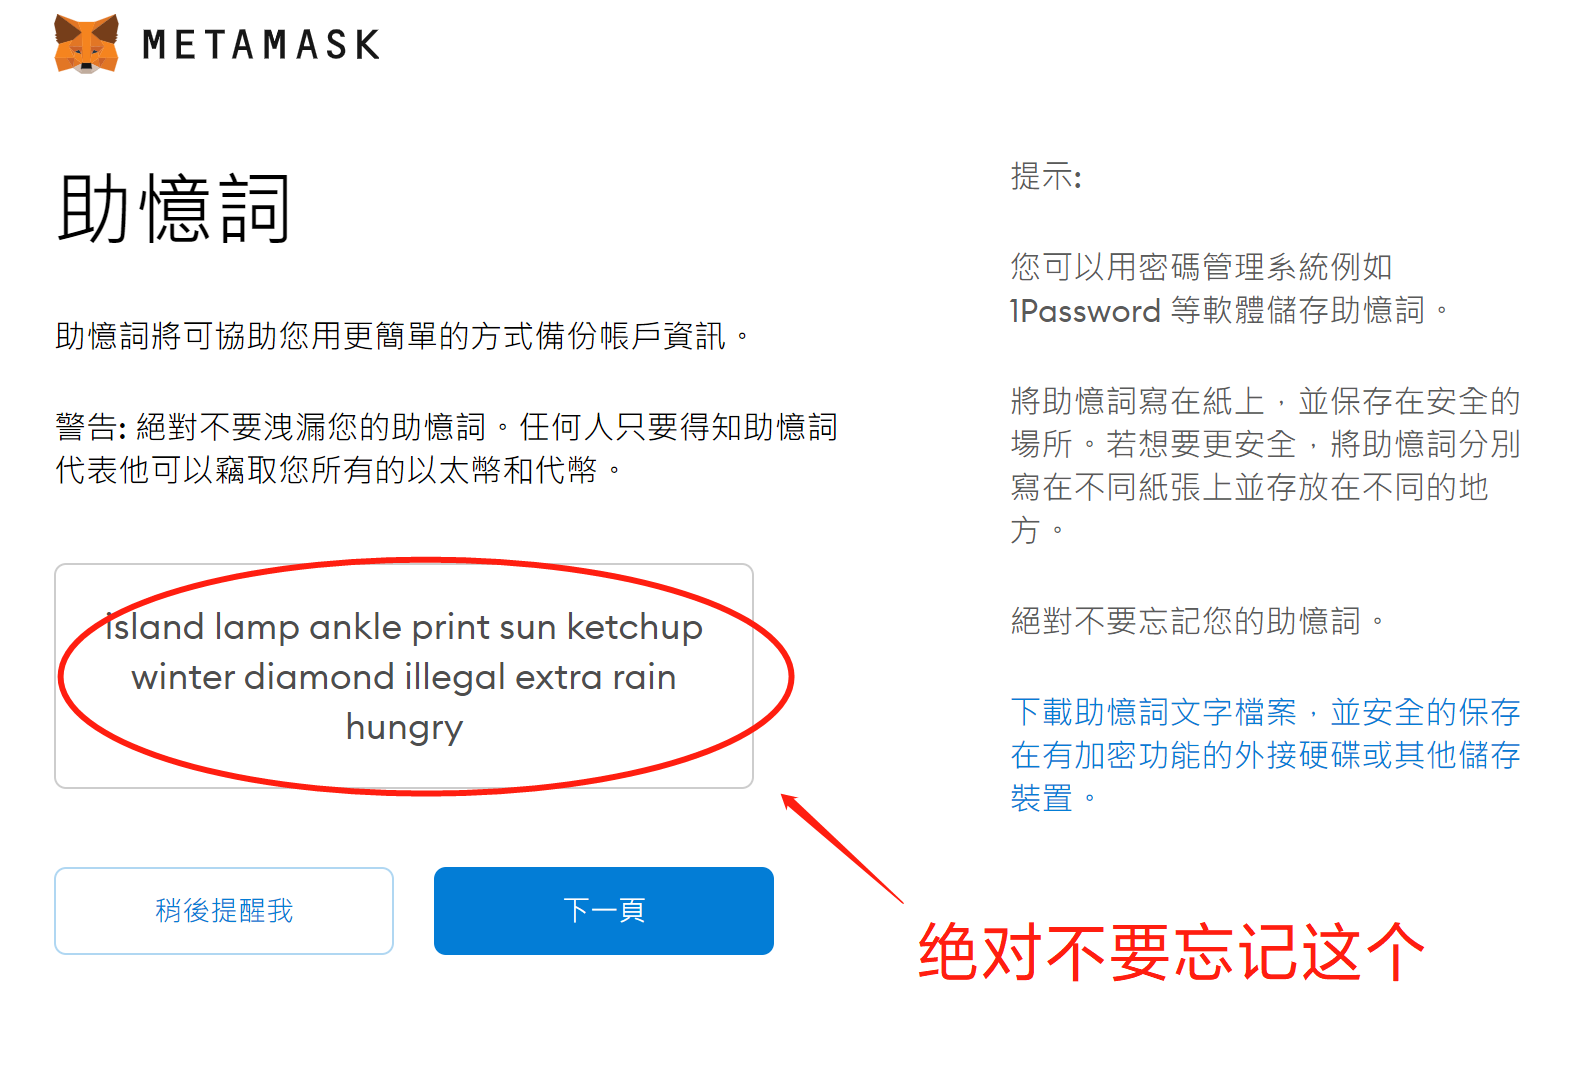 METAMASK
助憶詞
助憶詞將可協助您用更簡單的方式備份帳戶資訊。
警告: 絕對不要洩漏您的助憶詞。任何人只要得知助憶詞
代表他可以竊取您所有的以太幣和代幣。
island lamp ankle print sun ketchup
winter diamond illegal extra rain
hungry
稍後提醒我
下一頁
提示:
您可以用密碼管理系統例如
1Password 等軟體儲存助憶詞。
將助憶詞寫在紙上，並保存在安全的
場所。若想要更安全，將助憶詞分別
寫在不同紙張上並存放在不同的地
方。
絕對不要忘記您的助憶詞。
下載助憶詞文字檔案，並安全的保存
在有加密功能的外接硬碟或其他儲存
裝置。
绝对不要忘记这个